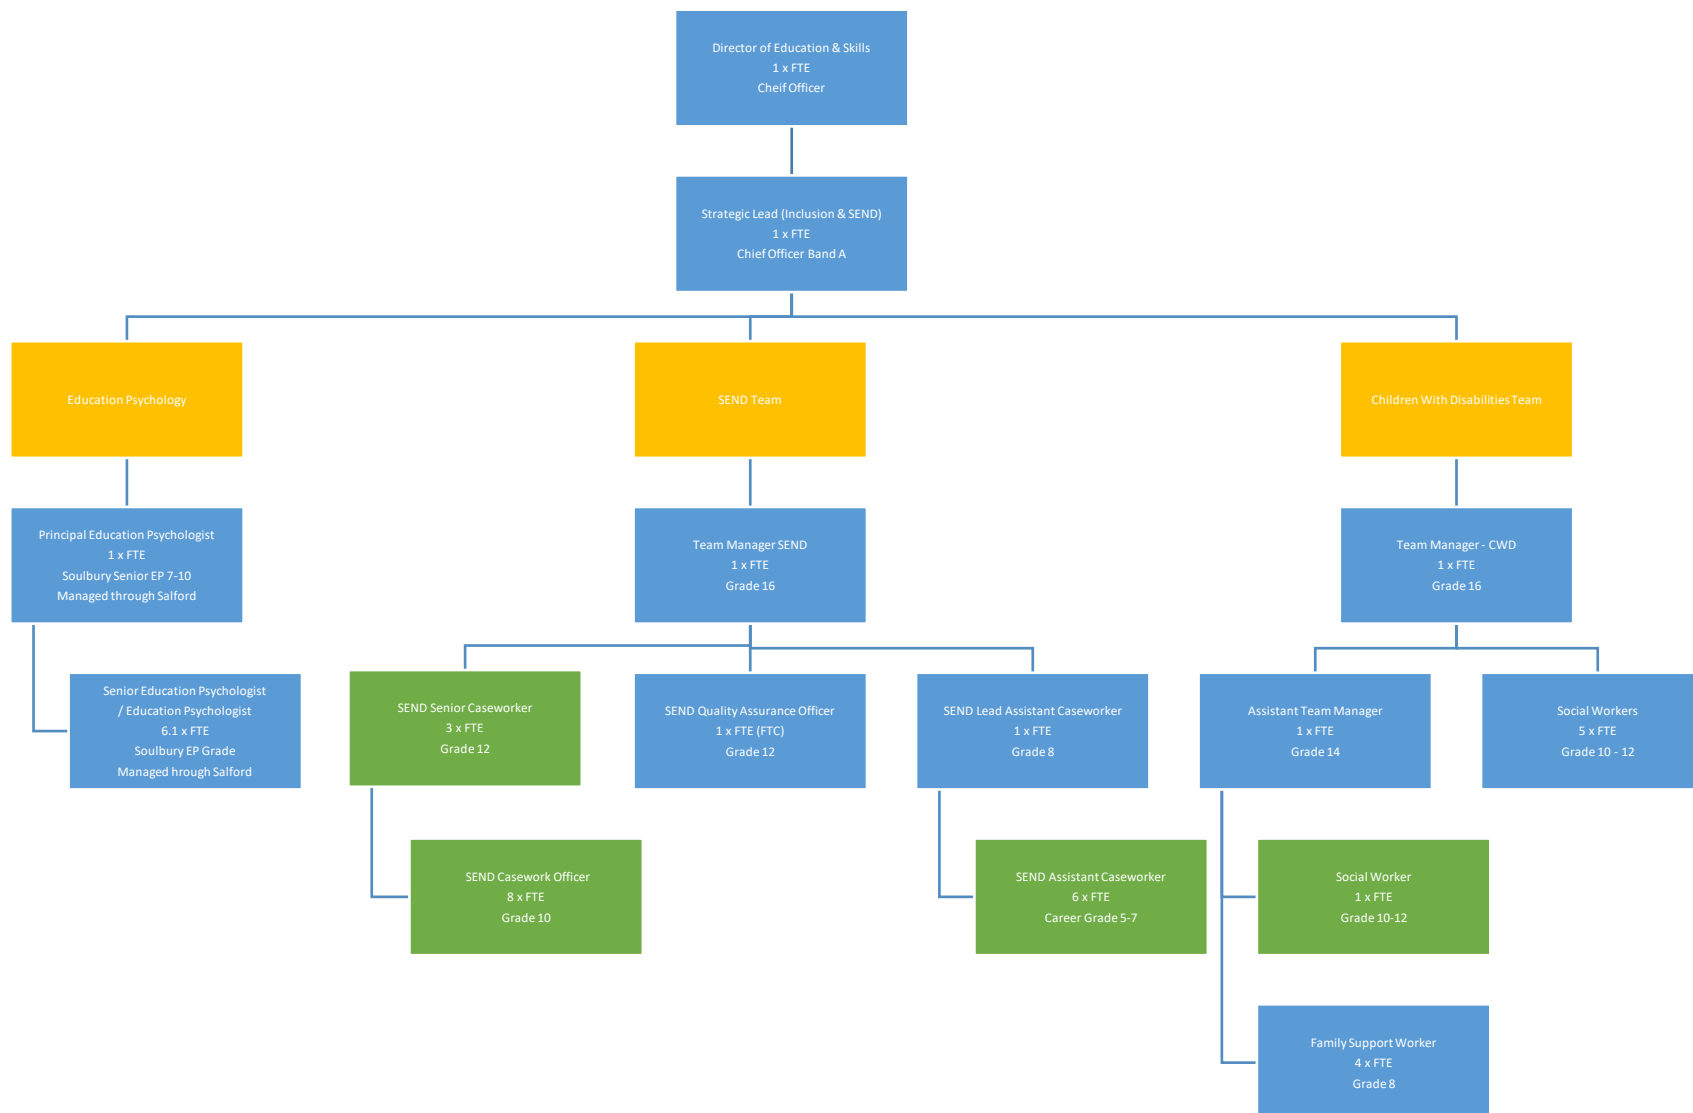 Director of Education & Skills
1 x FTE
Cheif Officer
Strategic Lead (Inclusion & SEND)
1 x FTE
Chief Officer Band A
Education Psychology
SEND Team
Children With Disabilities Team
Principal Education Psychologist
1 x FTE
Soulbury Senior EP 7-10
Managed through Salford
Team Manager SEND
1 x FTE
Grade 16
Team Manager - CWD
1 x FTE
Grade 16
Senior Education Psychologist
/ Education Psychologist
6.1 x FTE
Soulbury EP Grade
Managed hrough Salford
SEND Senior Caseworker
3 x FTE
Grade 12
SEND Quality Assurance Officer
1 x FTE (FTC)
Grade 12
SEND Lead Assistant Caseworker
1 x FTE
Grade 8
Assistant Team Manager
1 x FTE
Grade 14
Social Workers
5 x FTE
Grade 10 - 12
SEND Casework Officer
8 x FTE
Grade 10
SEND Assistant Caseworker
6 x FTE
Career Grade 5-7
Social Worker
1 x FTE
Grade 10-12
Family Support Worker
4 x FTE
Grade 8